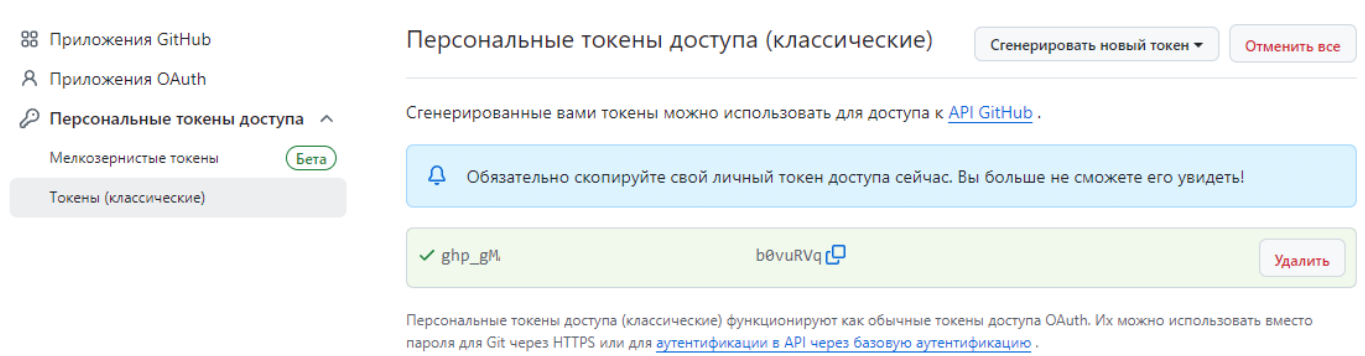 Приложения GitHub
Приложения OAuth
Персональные токены доступа
Мелкозернистые токены Бета
Токены (классические)
Персональные токены доступа (классические) Сгенерировать новый токен Отменить все
Сгенерированные вами токены можно использовать для доступа к API GitHub .
Обязательно скопируйте свой личный токен доступа сейчас. Вы больше не сможете его увидеть!
ghp_gM b0vuRVq Удалить
Персональные токены доступа (классические) функционируют как обычные токены доступа OAuth. Их можно использовать вместо
пароля для Git через HTTPS или для аутентификации в API через базовую аутентификацию .